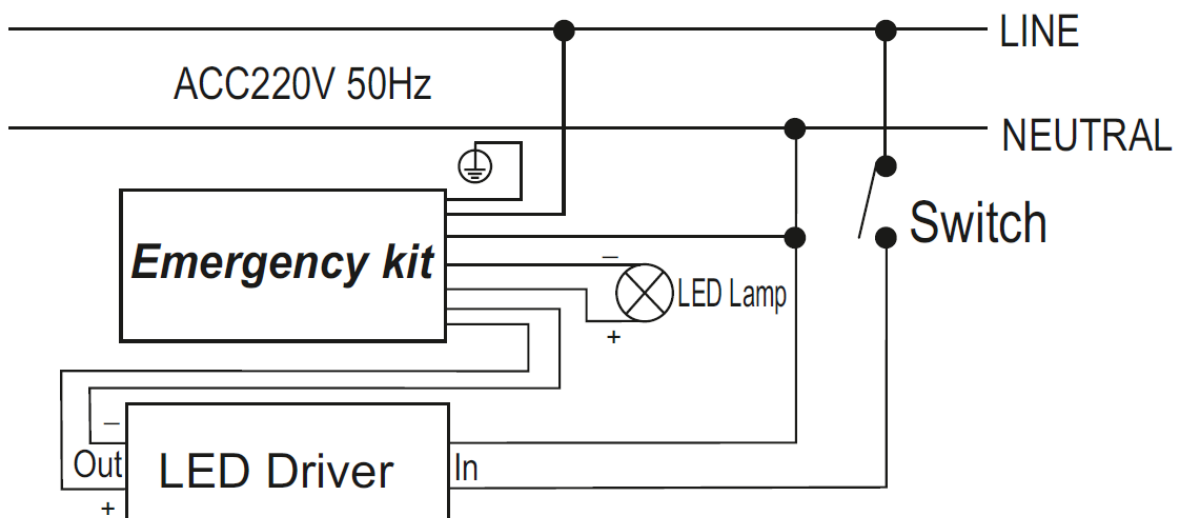 LINE
ACC220V 50Hz
NEUTRAL
Switch
Emergency kit
–
LED Lamp
+
–
Out
LED Driver
In
+